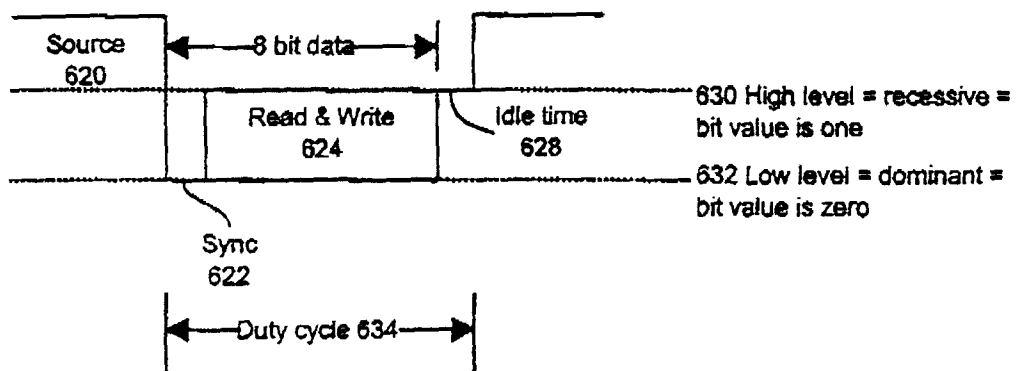 Source
620
8 bit data
Read & Write
624
Idle time
628
630 High level = recessive =
bit value is one
632 Low level = dominant =
bit value is zero
Sync
622
Duty cycle 634